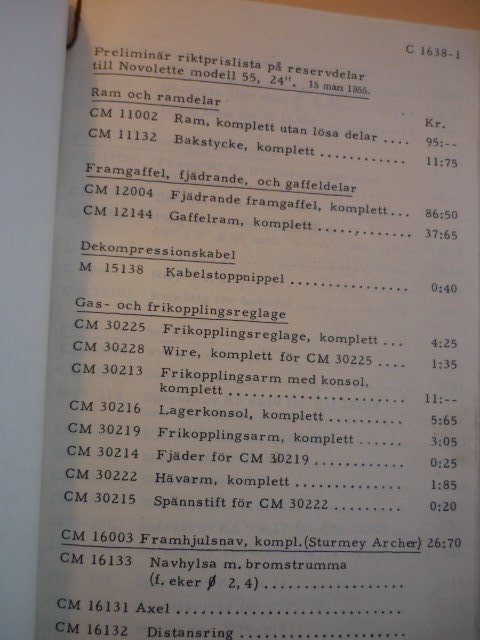 C 1638-1
Preliminär riktprislista på reservdelar
till Novolette modell 55, 24". 15 mars 1955.
Kr.
Ram och ramdelar
CM 11002 Ram, komplett utan lösa delar .... 95:--
CM 11132 Bakstycke, komplett ............ 11:75
Framgaffel, fjädrande, och gaffeldelar
CM 12004 Fjädrande framgaffel, komplett... 86:50
CM 12144 Gaffelram, komplett............. 37:65
Dekompressionskabel
M 15138 Kabelstoppnippel ................ 0:40
Gas- och frikopplingsreglage
CM 30225 Frikopplingsreglage, komplett ... 4:25
CM 30228 Wire, komplett för CM 30225 .... 1:35
CM 30213 Frikopplingsarm med konsol,
komplett ....................... 11:--
CM 30216 Lagerkonsol, komplett .......... 5:65
CM 30219 Frikopplingsarm, komplett ...... 3:05
CM 30214 Fjäder för CM 30219 ............ 0:25
CM 30222 Hävarm, komplett ............... 1:85
CM 30215 Spännstift för CM 30222 ......... 0:20
CM 16003 Framhjulsnav, kompl.(Sturmey Archer) 26:70
CM 16133 Navhylsa m. bromstrumma
(f. eker Ø 2,4)..................
CM 16131 Axel ..........................
CM 16132 Distansring ...................